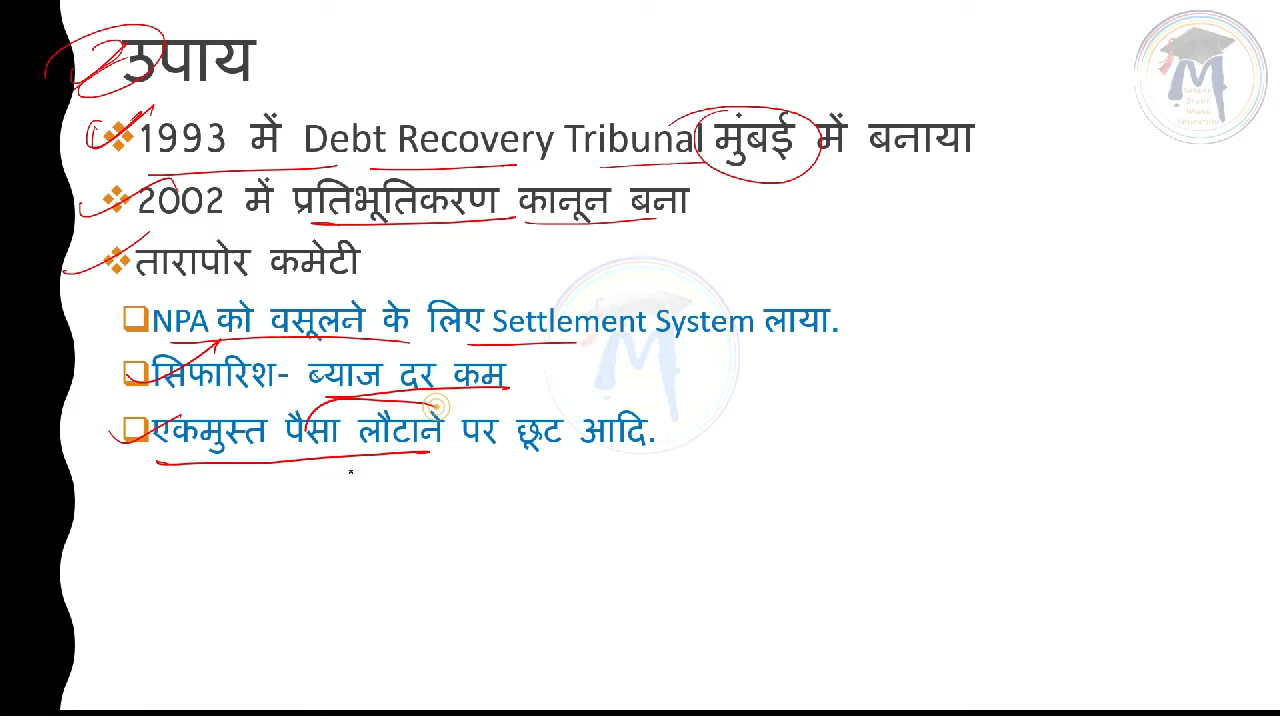 उपाय
1993 में Debt Recovery Tribunal मुंबई में बनाया
2002 में प्रतिभूतिकरण कानून बना
तारापोर कमेटी
NPA को वसूलने के लिए Settlement System लाया.
सिफारिश- ब्याज दर कम
एकमुस्त पैसा लौटाने पर छूट आदि.